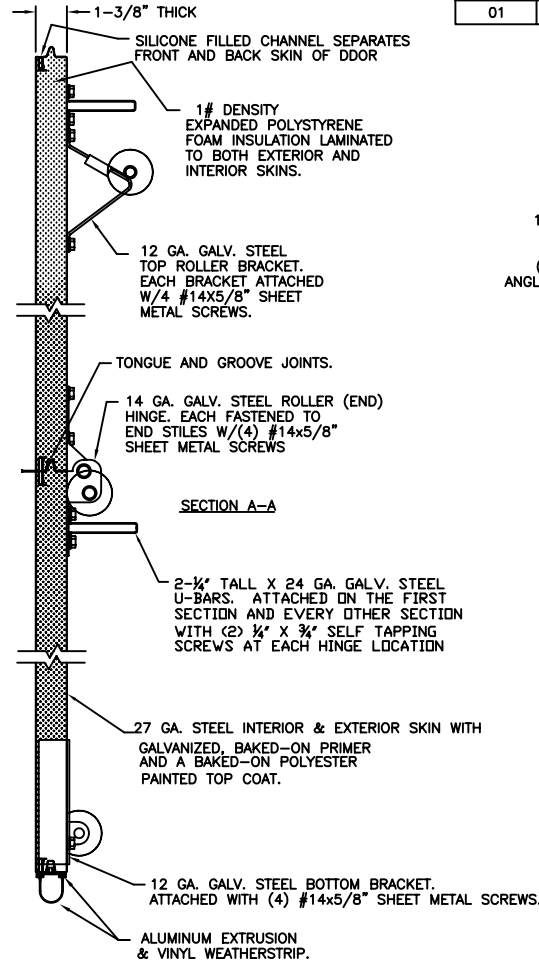 1-3/8" THICK
01
SILICONE FILLED CHANNEL SEPARATES
FRONT AND BACK SKIN OF DDOR
1# DENSITY
EXPANDED POLYSTYRENE
FOAM INSULATION LAMINATED
TO BOTH EXTERIOR AND
INTERIOR SKINS.
1
(
ANGL
12 GA. GALV. STEEL
TOP ROLLER BRACKET.
EACH BRACKET ATTACHED
W/4 #14X5/8" SHEET
METAL SCREWS.
TONGUE AND GROOVE JOINTS.
14 GA. GALV. STEEL ROLLER (END)
HINGE. EACH FASTENED TO
END STILES W/(4) #14x5/8"
SHEET METAL SCREWS
SECTION A-A
2-¼" TALL X 24 GA. GALV. STEEL
U-BARS. ATTACHED ON THE FIRST
SECTION AND EVERY OTHER SECTION
WITH (2) ¼" X ¾" SELF TAPPING
SCREWS AT EACH HINGE LOCATION
27 GA. STEEL INTERIOR & EXTERIOR SKIN WITH
GALVANIZED, BAKED-ON PRIMER
AND A BAKED-ON POLYESTER
PAINTED TOP COAT.
12 GA. GALV. STEEL BOTTOM BRACKET.
ATTACHED WITH (4) #14x5/8" SHEET METAL SCREWS.
ALUMINUM EXTRUSION
& VINYL WEATHERSTRIP.